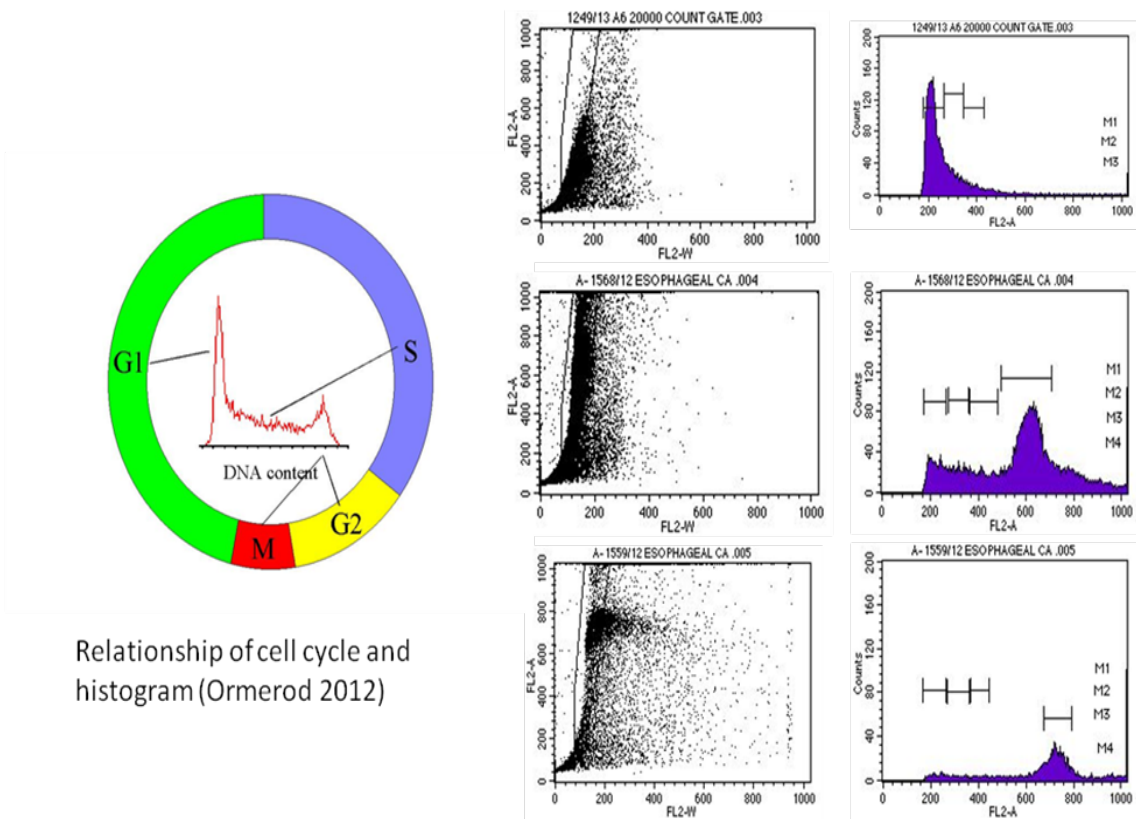 G1
S
G2
M
DNA content
Relationship of cell cycle and
histogram (Ormerod 2012)
1249/13 A6 20000 COUNT GATE.003
FL2-A
1000
800
600
400
200
0
0 200 400 600 800 1000
FL2-W
1249/13 A6 20000 COUNT GATE.003
Counts
200
160
120
80
40
0
M1
M2
M3
0 200 400 600 800 1000
FL2-A
A-1568/12 ESOPHAGEAL CA .004
FL2-A
1000
800
600
400
200
0
0 200 400 600 800 1000
FL2-W
A-1568/12 ESOPHAGEAL CA .004
Counts
200
160
120
80
40
0
M1
M2
M3
M4
0 200 400 600 800 1000
FL2-A
A-1559/12 ESOPHAGEAL CA .005
FL2-A
1000
800
600
400
200
0
0 200 400 600 800 1000
FL2-W
A-1559/12 ESOPHAGEAL CA .005
Counts
200
160
120
80
40
0
M1
M2
M3
M4
0 200 400 600 800 1000
FL2-A